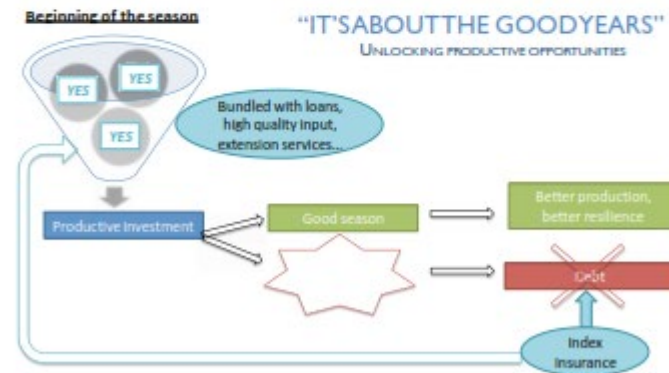 Beginning of the season
“IT'SABOUTTHE GOODYEARS”
UNLOCKING PRODUCTIVE OPPORTUNITIES
YES
YES
YES
Bundled with loans,
high quality input,
extension services...
Productive Investment
Good season
Better production,
better resilience
Debt
Index
Insurance